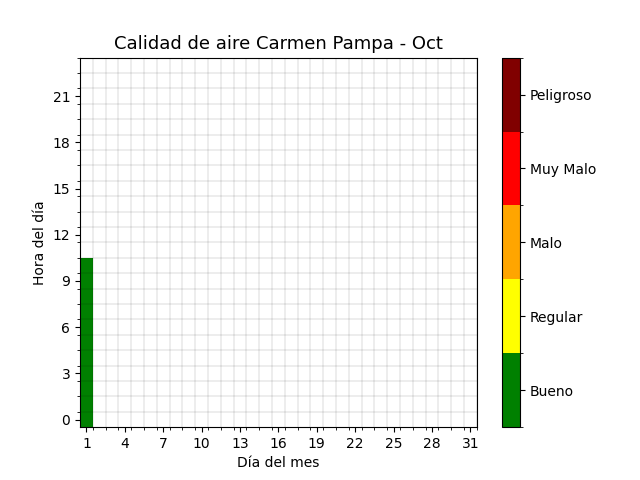 Calidad de aire Carmen Pampa - Oct
Hora del día
21
18
15
12
9
6
3
0
1 4 7 10 13 16 19 22 25 28 31
Día del mes
Peligroso
Muy Malo
Malo
Regular
Bueno